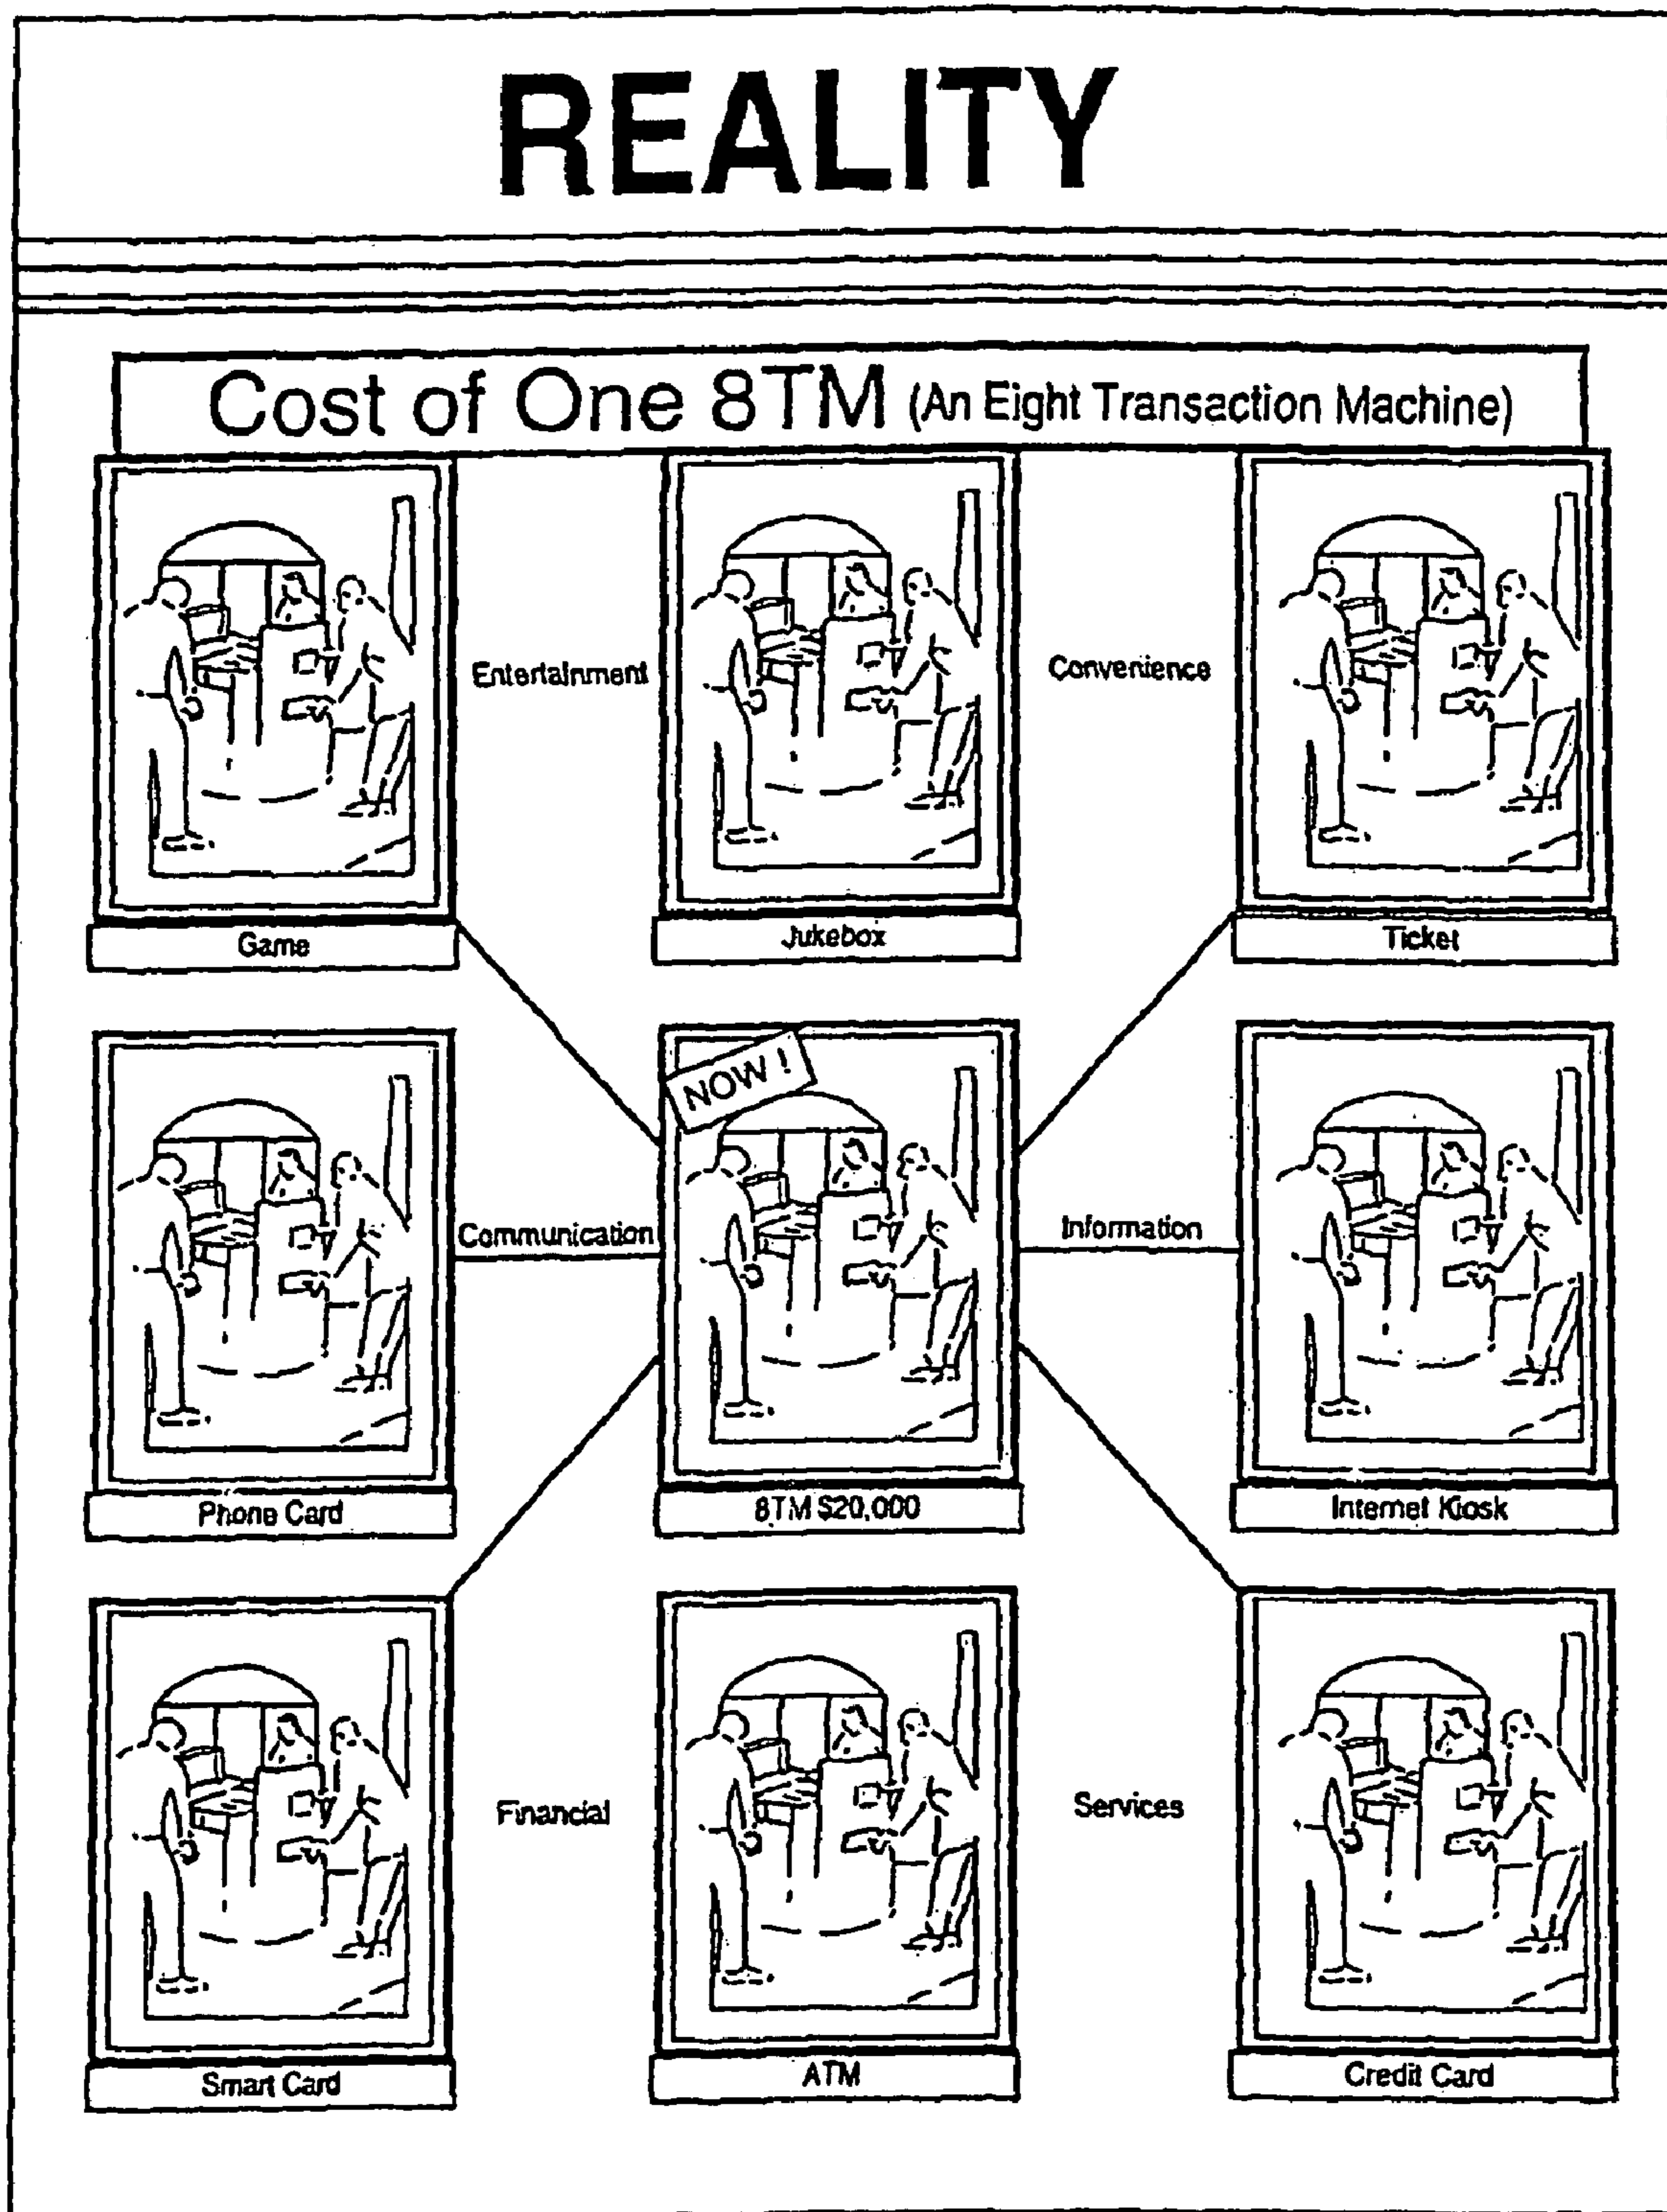 REALITY
Cost of One 8TM (An Eight Transaction Machine)
Entertainment
Convenience
Game
Jukebox
Ticket
NOW !
Communication
Information
Phone Card
8TM $20,000
Internet Kiosk
Financial
Services
Smart Card
ATM
Credit Card